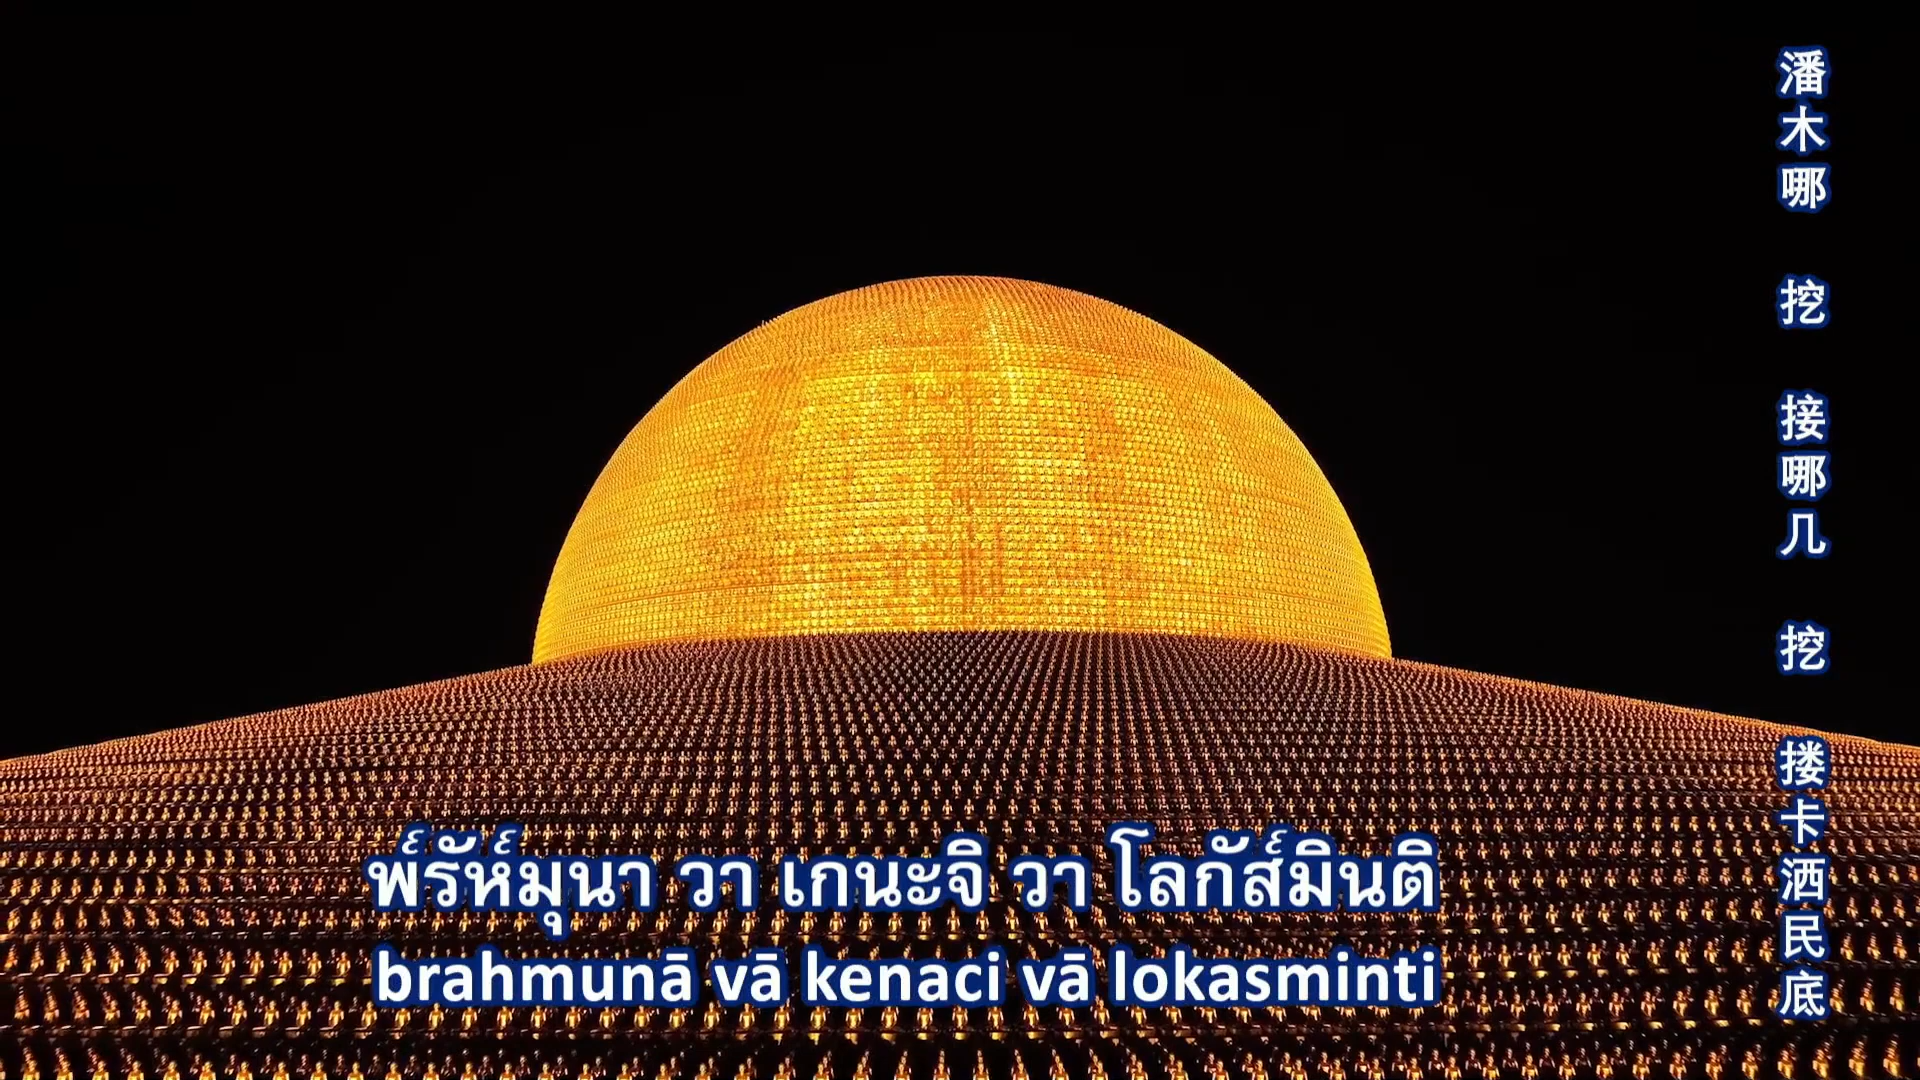 潘木哪 挖 接哪几 挖 搂卡洒民底
พ์รัห์มุนา วา เกนะจิ วา โลกัส์มินติ
brahmunā vā kenaci vā lokasminti